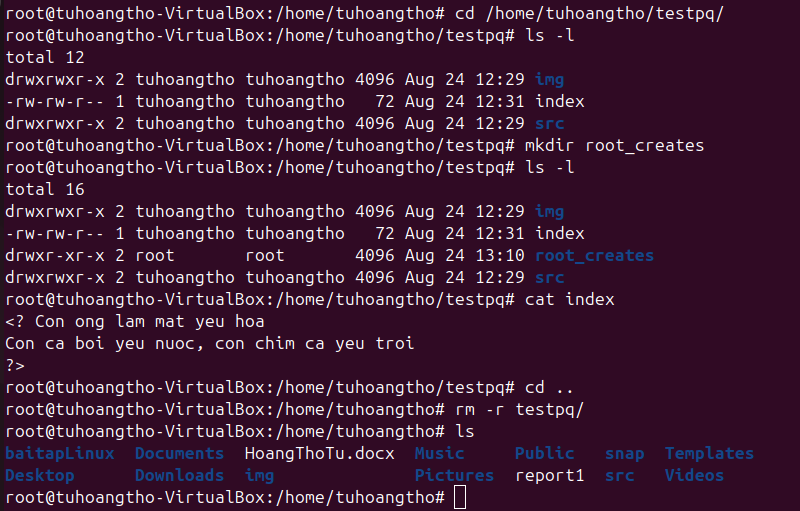 root@tuhoangtho-VirtualBox:/home/tuhoangtho# cd /home/tuhoangtho/testpq/
root@tuhoangtho-VirtualBox:/home/tuhoangtho/testpq# ls -l
total 12
drwxrwxr-x 2 tuhoangtho tuhoangtho 4096 Aug 24 12:29 img
-rw-rw-r-- 1 tuhoangtho tuhoangtho   72 Aug 24 12:31 index
drwxrwxr-x 2 tuhoangtho tuhoangtho 4096 Aug 24 12:29 src
root@tuhoangtho-VirtualBox:/home/tuhoangtho/testpq# mkdir root_creates
root@tuhoangtho-VirtualBox:/home/tuhoangtho/testpq# ls -l
total 16
drwxrwxr-x 2 tuhoangtho tuhoangtho 4096 Aug 24 12:29 img
-rw-rw-r-- 1 tuhoangtho tuhoangtho   72 Aug 24 12:31 index
drwxr-xr-x 2 root       root       4096 Aug 24 13:10 root_creates
drwxrwxr-x 2 tuhoangtho tuhoangtho 4096 Aug 24 12:29 src
root@tuhoangtho-VirtualBox:/home/tuhoangtho/testpq# cat index
<? Con ong lam mat yeu hoa
Con ca boi yeu nuoc, con chim ca yeu troi
?>
root@tuhoangtho-VirtualBox:/home/tuhoangtho/testpq# cd ..
root@tuhoangtho-VirtualBox:/home/tuhoangtho# rm -r testpq/
root@tuhoangtho-VirtualBox:/home/tuhoangtho# ls
baitapLinux  Documents  HoangThoTu.docx  Music     Public   snap  Templates
Desktop      Downloads  img              Pictures  report1  src   Videos
root@tuhoangtho-VirtualBox:/home/tuhoangtho#